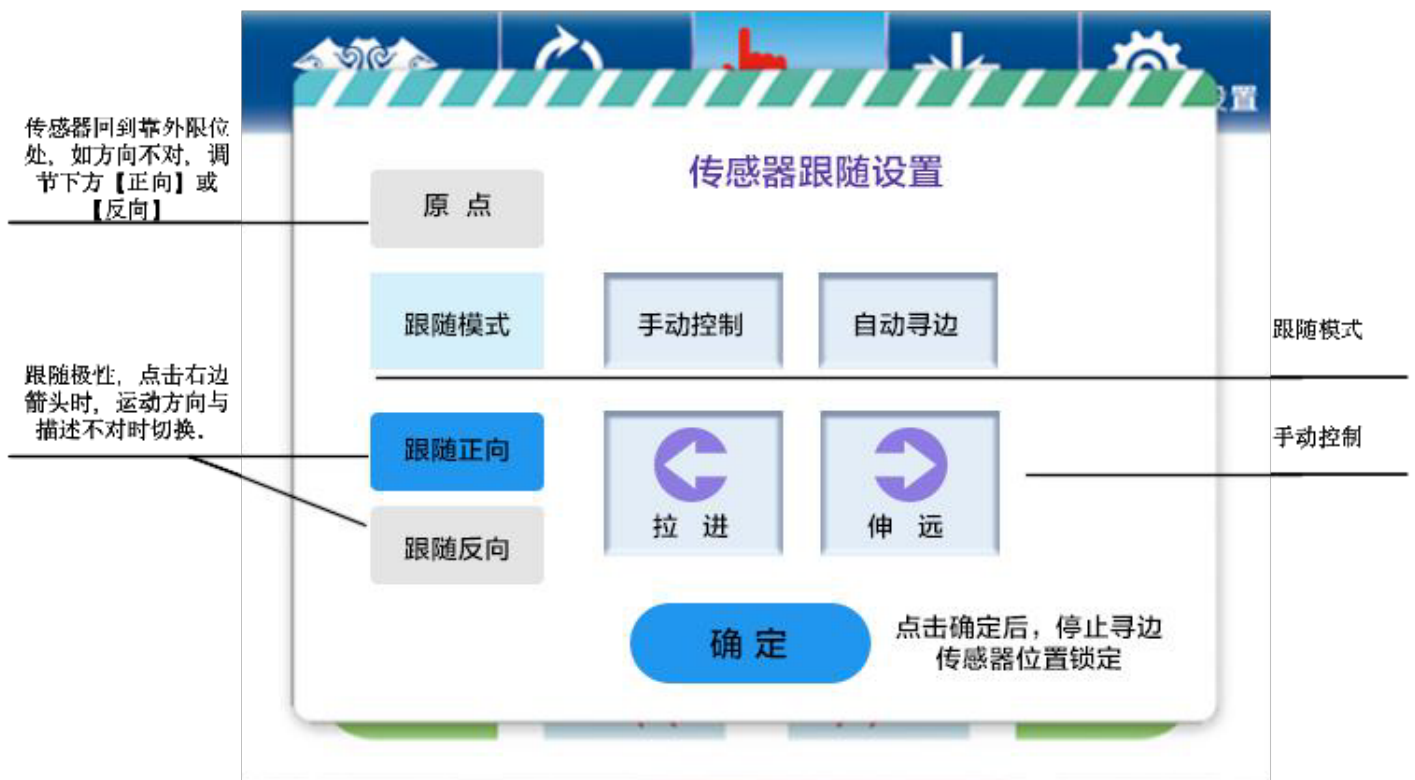 设置
传感器回到靠外限位
处，如方向不对，调
节下方【正向】或
【反向】
传感器跟随设置
原 点
跟随模式
手动控制
自动寻边
跟随模式
跟随极性，点击右边
箭头时，运动方向与
描述不对时切换.
跟随正向
跟随反向
拉 进
伸 远
手动控制
确 定
点击确定后，停止寻边
传感器位置锁定